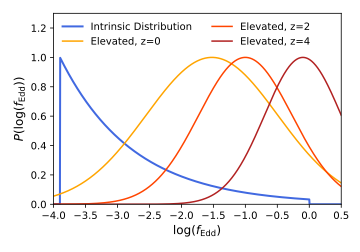 Intrinsic Distribution
Elevated, z=0
Elevated, z=2
Elevated, z=4
P(log(f_Edd))
1.2
1.0
0.8
0.6
0.4
0.2
0.0
−4.0 −3.5 −3.0 −2.5 −2.0 −1.5 −1.0 −0.5 0.0 0.5
log(f_Edd)